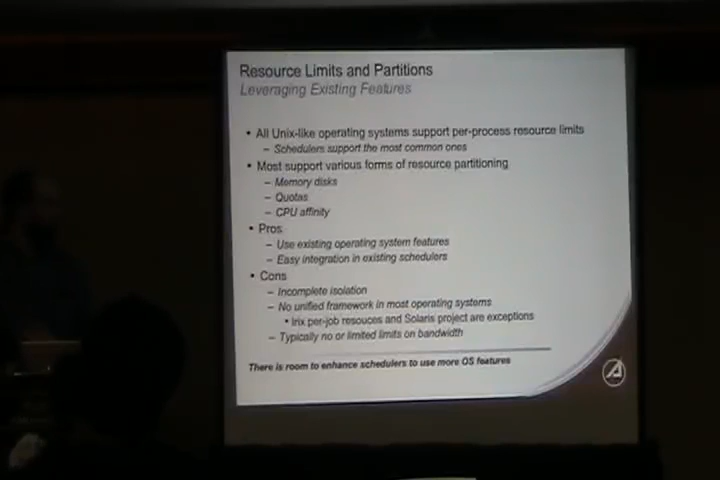 Resource Limits and Partitions
Leveraging Existing Features
• All Unix-like operating systems support per-process resource limits
– Schedulers support the most common ones
• Most support various forms of resource partitioning
– Memory disks
– Quotas
– CPU affinity
• Pros
– Use existing operating system features
– Easy integration in existing schedulers
• Cons
– Incomplete isolation
– No unified framework in most operating systems
• Irix per-job resouces and Solaris project are exceptions
– Typically no or limited limits on bandwidth
There is room to enhance schedulers to use more OS features